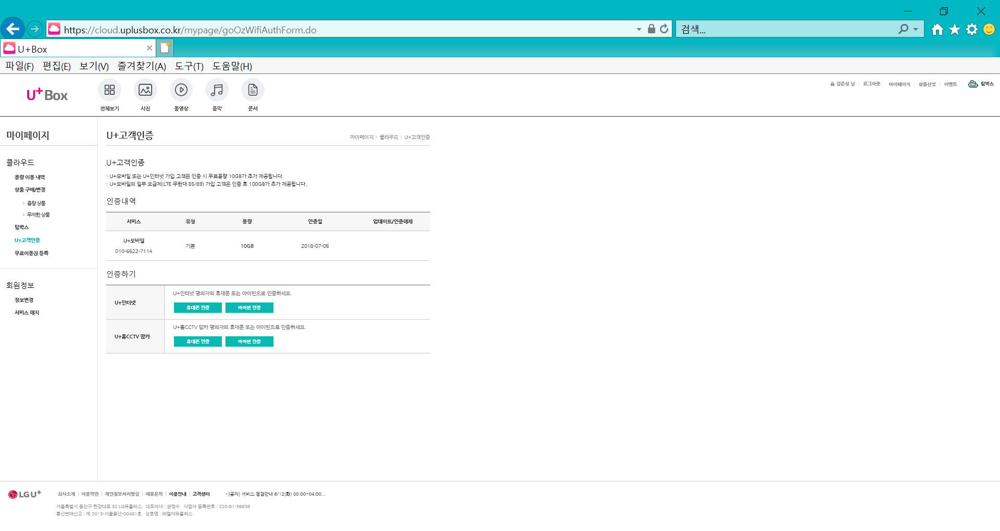 https://cloud.uplusbox.co.kr/mypage/goOzWifiAuthForm.do
검색...
U+Box
파일(F) 편집(E) 보기(V) 즐겨찾기(A) 도구(T) 도움말(H)
U+ Box
전체보기 사진 동영상 음악 문서
김준성 님 로그아웃 마이페이지 상품신청 이벤트 팀박스
마이페이지
클라우드
용량 이용 내역
상품 구매/변경
용량 상품
무제한 상품
팀박스
U+고객인증
무료이용권 등록
회원정보
정보변경
서비스 해지
U+고객인증
마이페이지 > 클라우드 > U+고객인증
U+고객인증
· U+모바일 또는 U+인터넷 가입 고객은 인증 시 무료용량 10GB가 추가 제공됩니다.
· U+모바일의 일부 요금제(LTE 무한대 85/89) 가입 고객은 인증 후 100GB가 추가 제공됩니다.
인증내역
서비스 유형 용량 인증일 업데이트/인증해제
U+모바일
010-6622-7114
기본 10GB 2018-07-06
인증하기
U+인터넷
U+인터넷 명의자의 휴대폰 또는 아이핀으로 인증하세요.
휴대폰 인증 아이핀 인증
U+홈CCTV 맘카
U+홈CCTV 맘카 명의자의 휴대폰 또는 아이핀으로 인증하세요.
휴대폰 인증 아이핀 인증
LG U+
회사소개 이용약관 개인정보처리방침 제휴문의 이용안내 고객센터
· [공지] 서비스 점검안내 6/12(화) 00:00~04:00...
서울특별시 용산구 한강대로 32 LG유플러스 대표이사 : 권영수 사업자 등록번호 : 220-81-39938
통신판매신고 : 제 2015-서울용산-00481호 상호명 : ㈜엘지유플러스